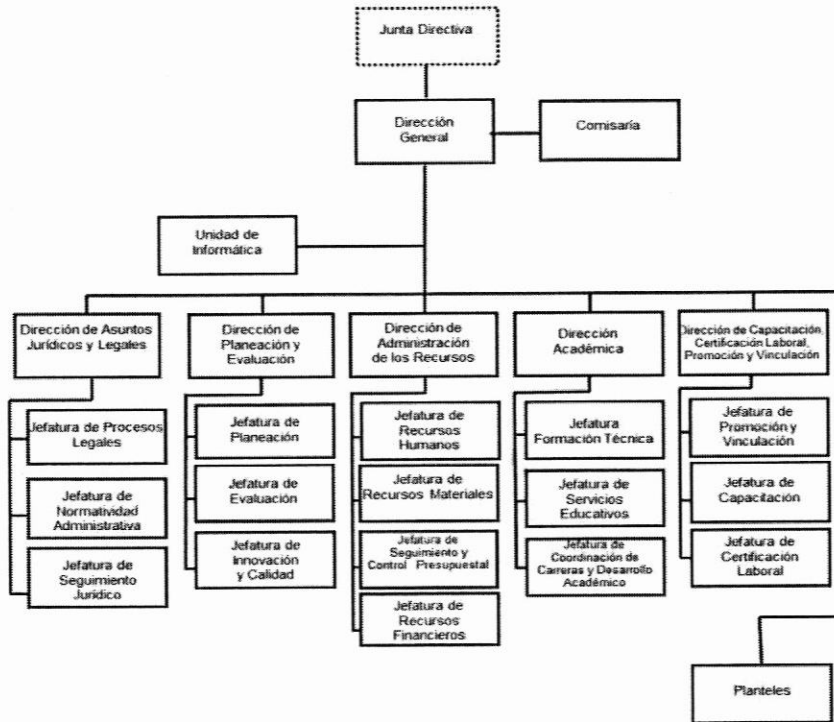 Junta Directiva
Dirección
General
Comisaría
Unidad de
Informática
Dirección de Asuntos
Jurídicos y Legales
Dirección de
Planeación y
Evaluación
Dirección de
Administración
de los Recursos
Dirección
Académica
Dirección de Capacitación,
Certificación Laboral,
Promoción y Vinculación
Jefatura de Procesos
Legales
Jefatura de
Normatividad
Administrativa
Jefatura de
Seguimiento
Jurídico
Jefatura de
Planeación
Jefatura de
Evaluación
Jefatura de
Innovación
y Calidad
Jefatura de
Recursos
Humanos
Jefatura de
Recursos Materiales
Jefatura de
Seguimiento y
Control Presupuestal
Jefatura de
Recursos
Financieros
Jefatura
Formación Técnica
Jefatura de
Servicios
Educativos
Jefatura de
Coordinación de
Carreras y Desarrollo
Académico
Jefatura de
Promoción y
Vinculación
Jefatura de
Capacitación
Jefatura de
Certificación
Laboral
Planteles